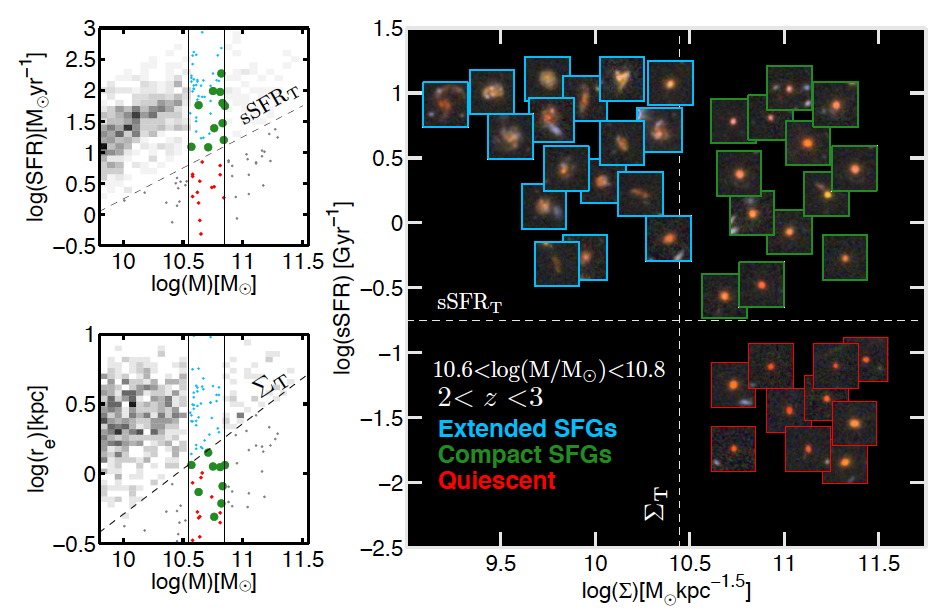 3
2.5
2
1.5
1
0.5
0
−0.5
log(SFR)[M⊙yr⁻¹]
sSFR_T
10 10.5 11 11.5
log(M)[M⊙]
1
0.5
0
−0.5
log(r_e)[kpc]
Σ_T
10 10.5 11 11.5
log(M)[M⊙]
1.5
1
0.5
0
−0.5
−1
−1.5
−2
−2.5
log(sSFR) [Gyr⁻¹]
sSFR_T
10.6<log(M/M⊙)<10.8
2< z <3
Extended SFGs
Compact SFGs
Quiescent
Σ_T
9.5 10 10.5 11 11.5
log(Σ)[M⊙kpc⁻¹·⁵]